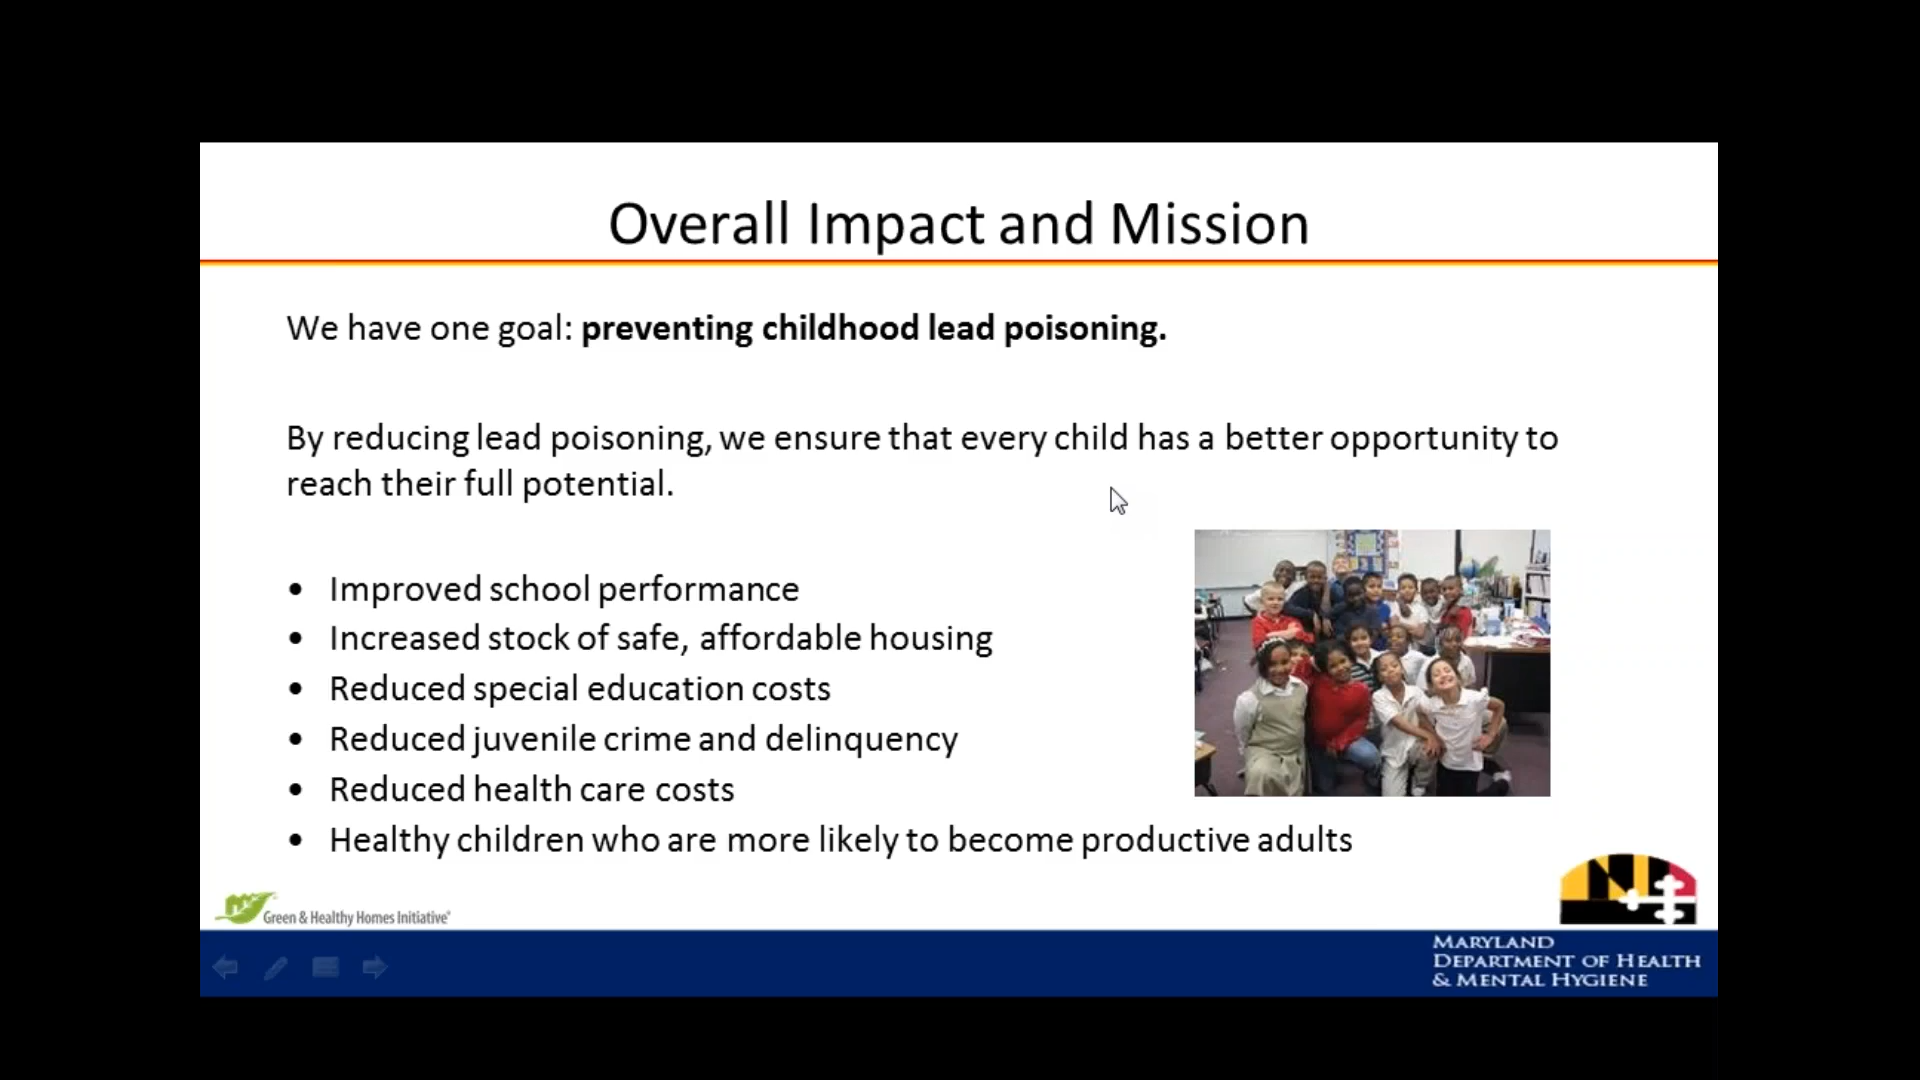 Overall Impact and Mission
We have one goal: preventing childhood lead poisoning.
By reducing lead poisoning, we ensure that every child has a better opportunity to
reach their full potential.
• Improved school performance
• Increased stock of safe, affordable housing
• Reduced special education costs
• Reduced juvenile crime and delinquency
• Reduced health care costs
• Healthy children who are more likely to become productive adults
Green & Healthy Homes Initiative®
MARYLAND
DEPARTMENT OF HEALTH
& MENTAL HYGIENE